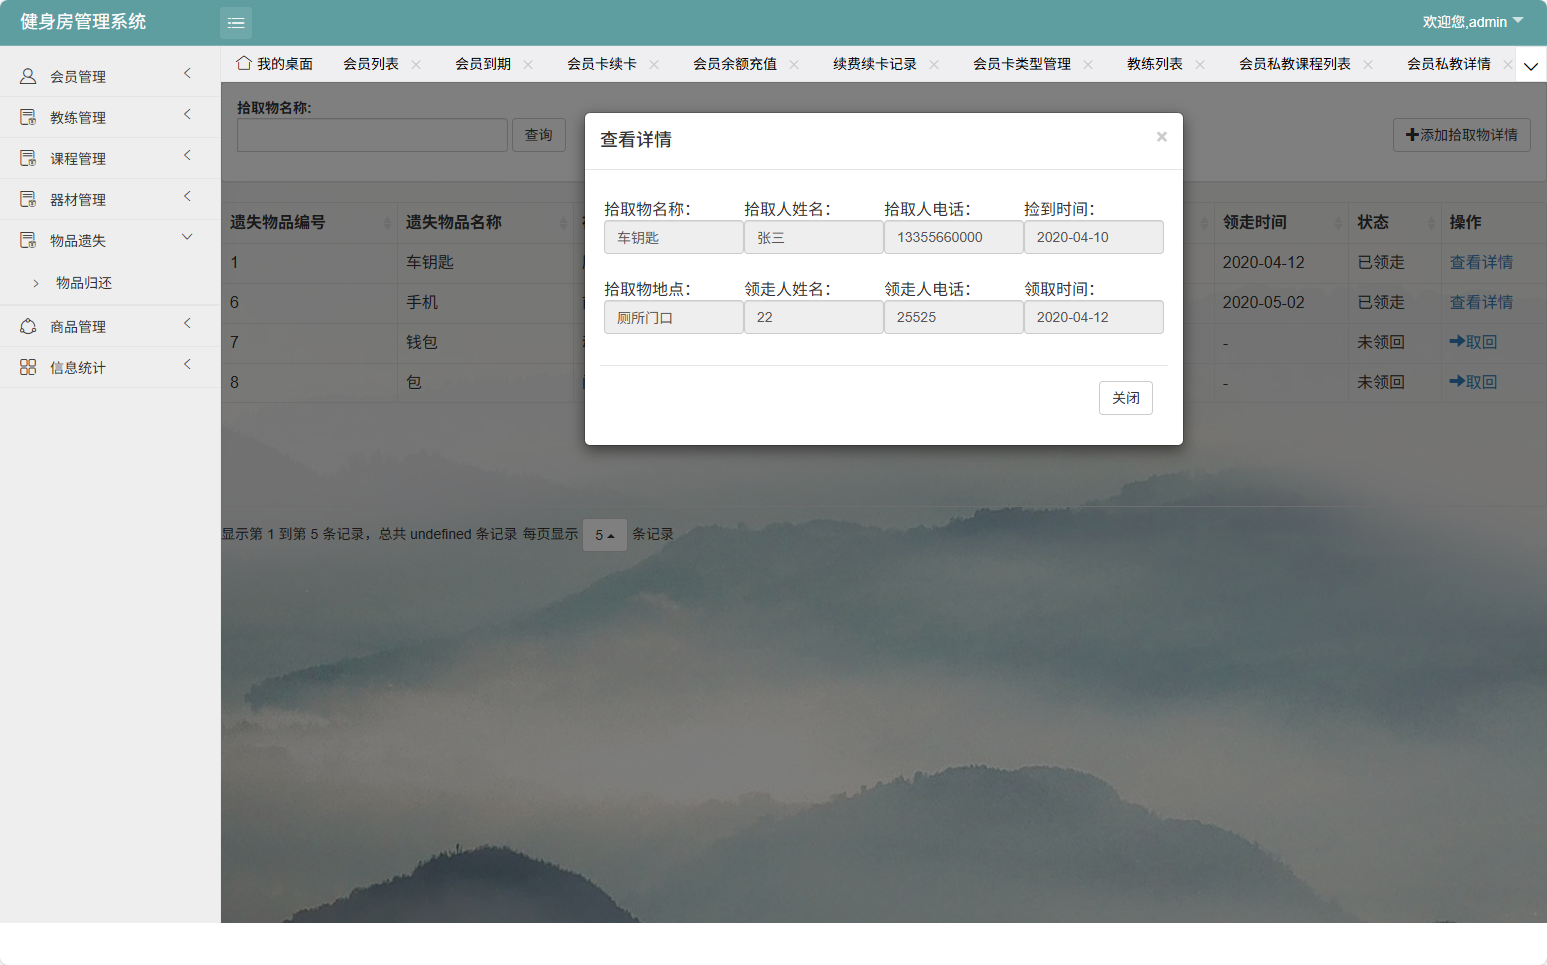 健身房管理系统
欢迎您,admin
我的桌面 会员列表 会员到期 会员卡续卡 会员余额充值 续费续卡记录 会员卡类型管理 教练列表 会员私教课程列表 会员私教详情
会员管理
教练管理
课程管理
器材管理
物品遗失
物品归还
商品管理
信息统计
拾取物名称:
查询
添加拾取物详情
遗失物品编号 遗失物品名称 领走时间 状态 操作
1 车钥匙 2020-04-12 已领走 查看详情
6 手机 2020-05-02 已领走 查看详情
7 钱包 - 未领回 取回
8 包 - 未领回 取回
显示第 1 到第 5 条记录，总共 undefined 条记录 每页显示 5 条记录
查看详情
×
拾取物名称： 拾取人姓名： 拾取人电话： 捡到时间：
车钥匙 张三 13355660000 2020-04-10
拾取物地点： 领走人姓名： 领走人电话： 领取时间：
厕所门口 22 25525 2020-04-12
关闭